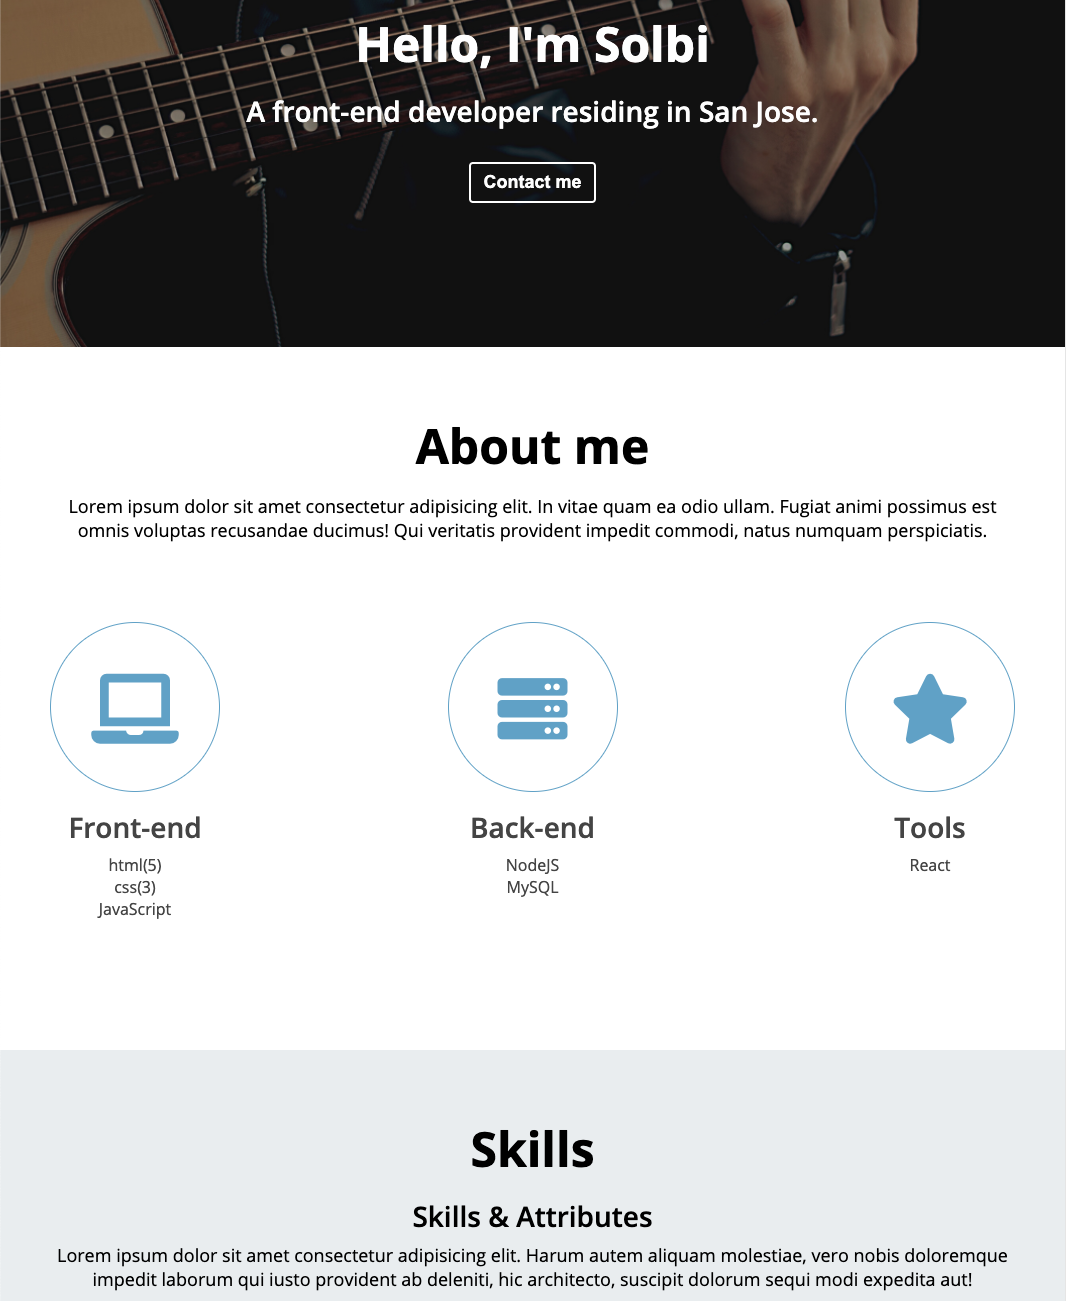 Hello, I'm Solbi
A front-end developer residing in San Jose.
Contact me
About me
Lorem ipsum dolor sit amet consectetur adipisicing elit. In vitae quam ea odio ullam. Fugiat animi possimus est
omnis voluptas recusandae ducimus! Qui veritatis provident impedit commodi, natus numquam perspiciatis.
Front-end
html(5)
css(3)
JavaScript
Back-end
NodeJS
MySQL
Tools
React
Skills
Skills & Attributes
Lorem ipsum dolor sit amet consectetur adipisicing elit. Harum autem aliquam molestiae, vero nobis doloremque
impedit laborum qui iusto provident ab deleniti, hic architecto, suscipit dolorum sequi modi expedita aut!